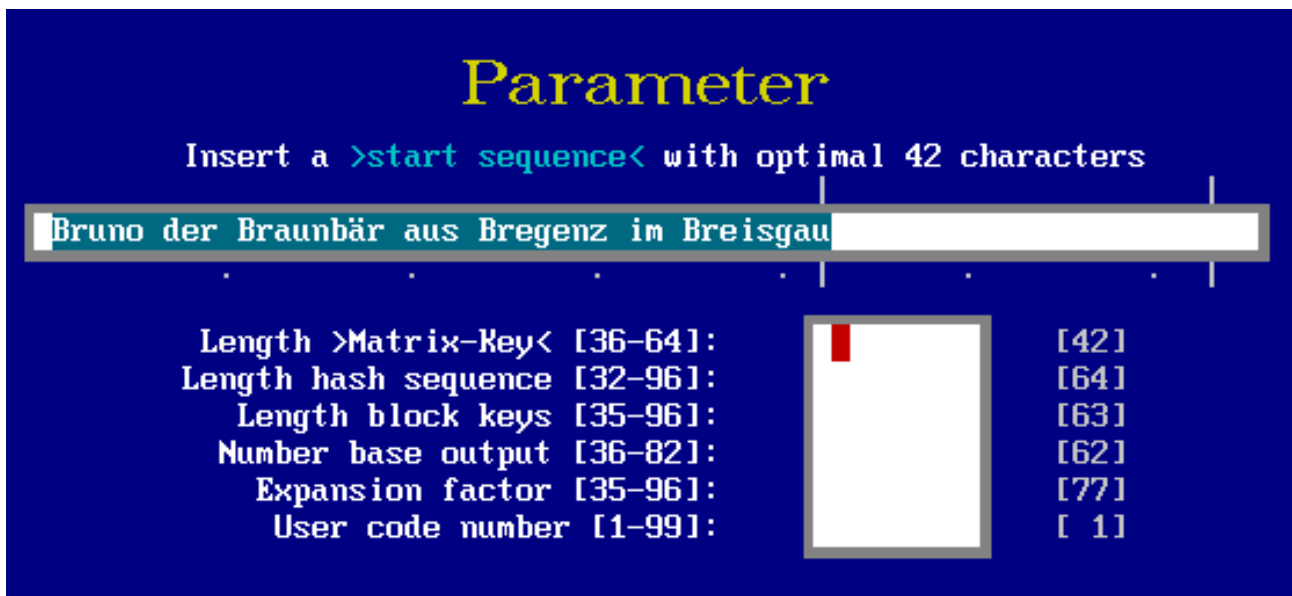 Parameter
Insert a >start sequence< with optimal 42 characters
Bruno der Braunbär aus Bregenz im Breisgau
Length >Matrix-Key< [36-64]: [42]
Length hash sequence [32-96]: [64]
Length block keys [35-96]: [63]
Number base output [36-82]: [62]
Expansion factor [35-96]: [77]
User code number [1-99]: [ 1]